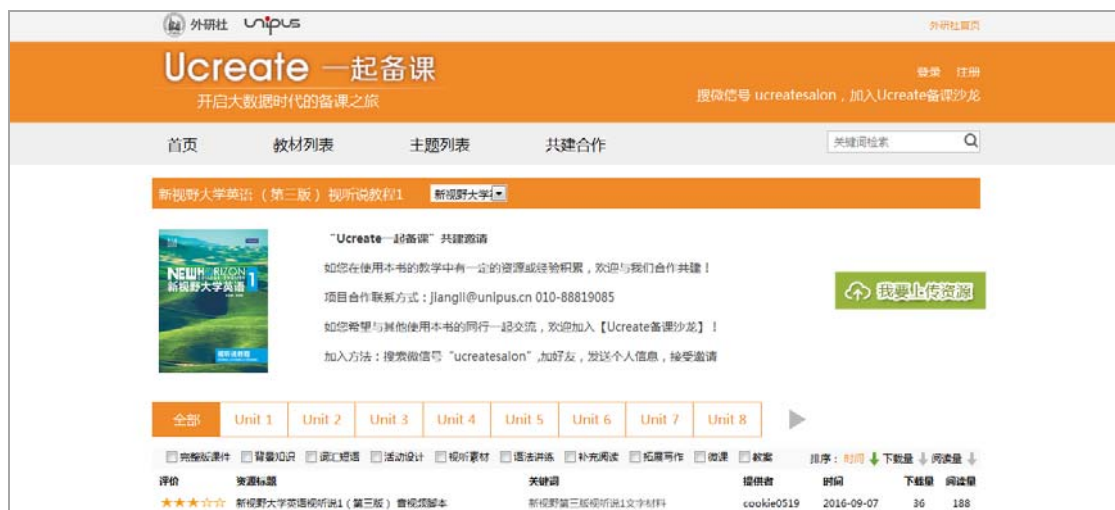 外研社 unipus
外研社首页
Ucreate 一起备课
登录 注册
开启大数据时代的备课之旅
搜微信号 ucreatesalon，加入Ucreate备课沙龙
首页 教材列表 主题列表 共建合作 关键词检索
新视野大学英语（第三版）视听说教程1 新视野大学
“Ucreate一起备课”共建邀请
NEW HORIZON
新视野大学英语 1
视听说教程
如您在使用本书的教学中有一定的资源或经验积累，欢迎与我们合作共建！
项目合作联系方式：jiangli@unipus.cn 010-88819085
我要上传资源
如您希望与其他使用本书的同行一起交流，欢迎加入【Ucreate备课沙龙】！
加入方法：搜索微信号“ucreatesalon”,加好友，发送个人信息，接受邀请
全部 Unit 1 Unit 2 Unit 3 Unit 4 Unit 5 Unit 6 Unit 7 Unit 8
完整版课件 背景知识 词汇短语 活动设计 视听素材 语法讲练 补充阅读 拓展写作 微课 教案 排序：时间 下载量 阅读量
评价 资源标题 关键词 提供者 时间 下载量 阅读量
新视野大学英语视听说1（第三版）音视频脚本 新视野第三版视听说1文字材料 cookie0519 2016-09-07 36 188